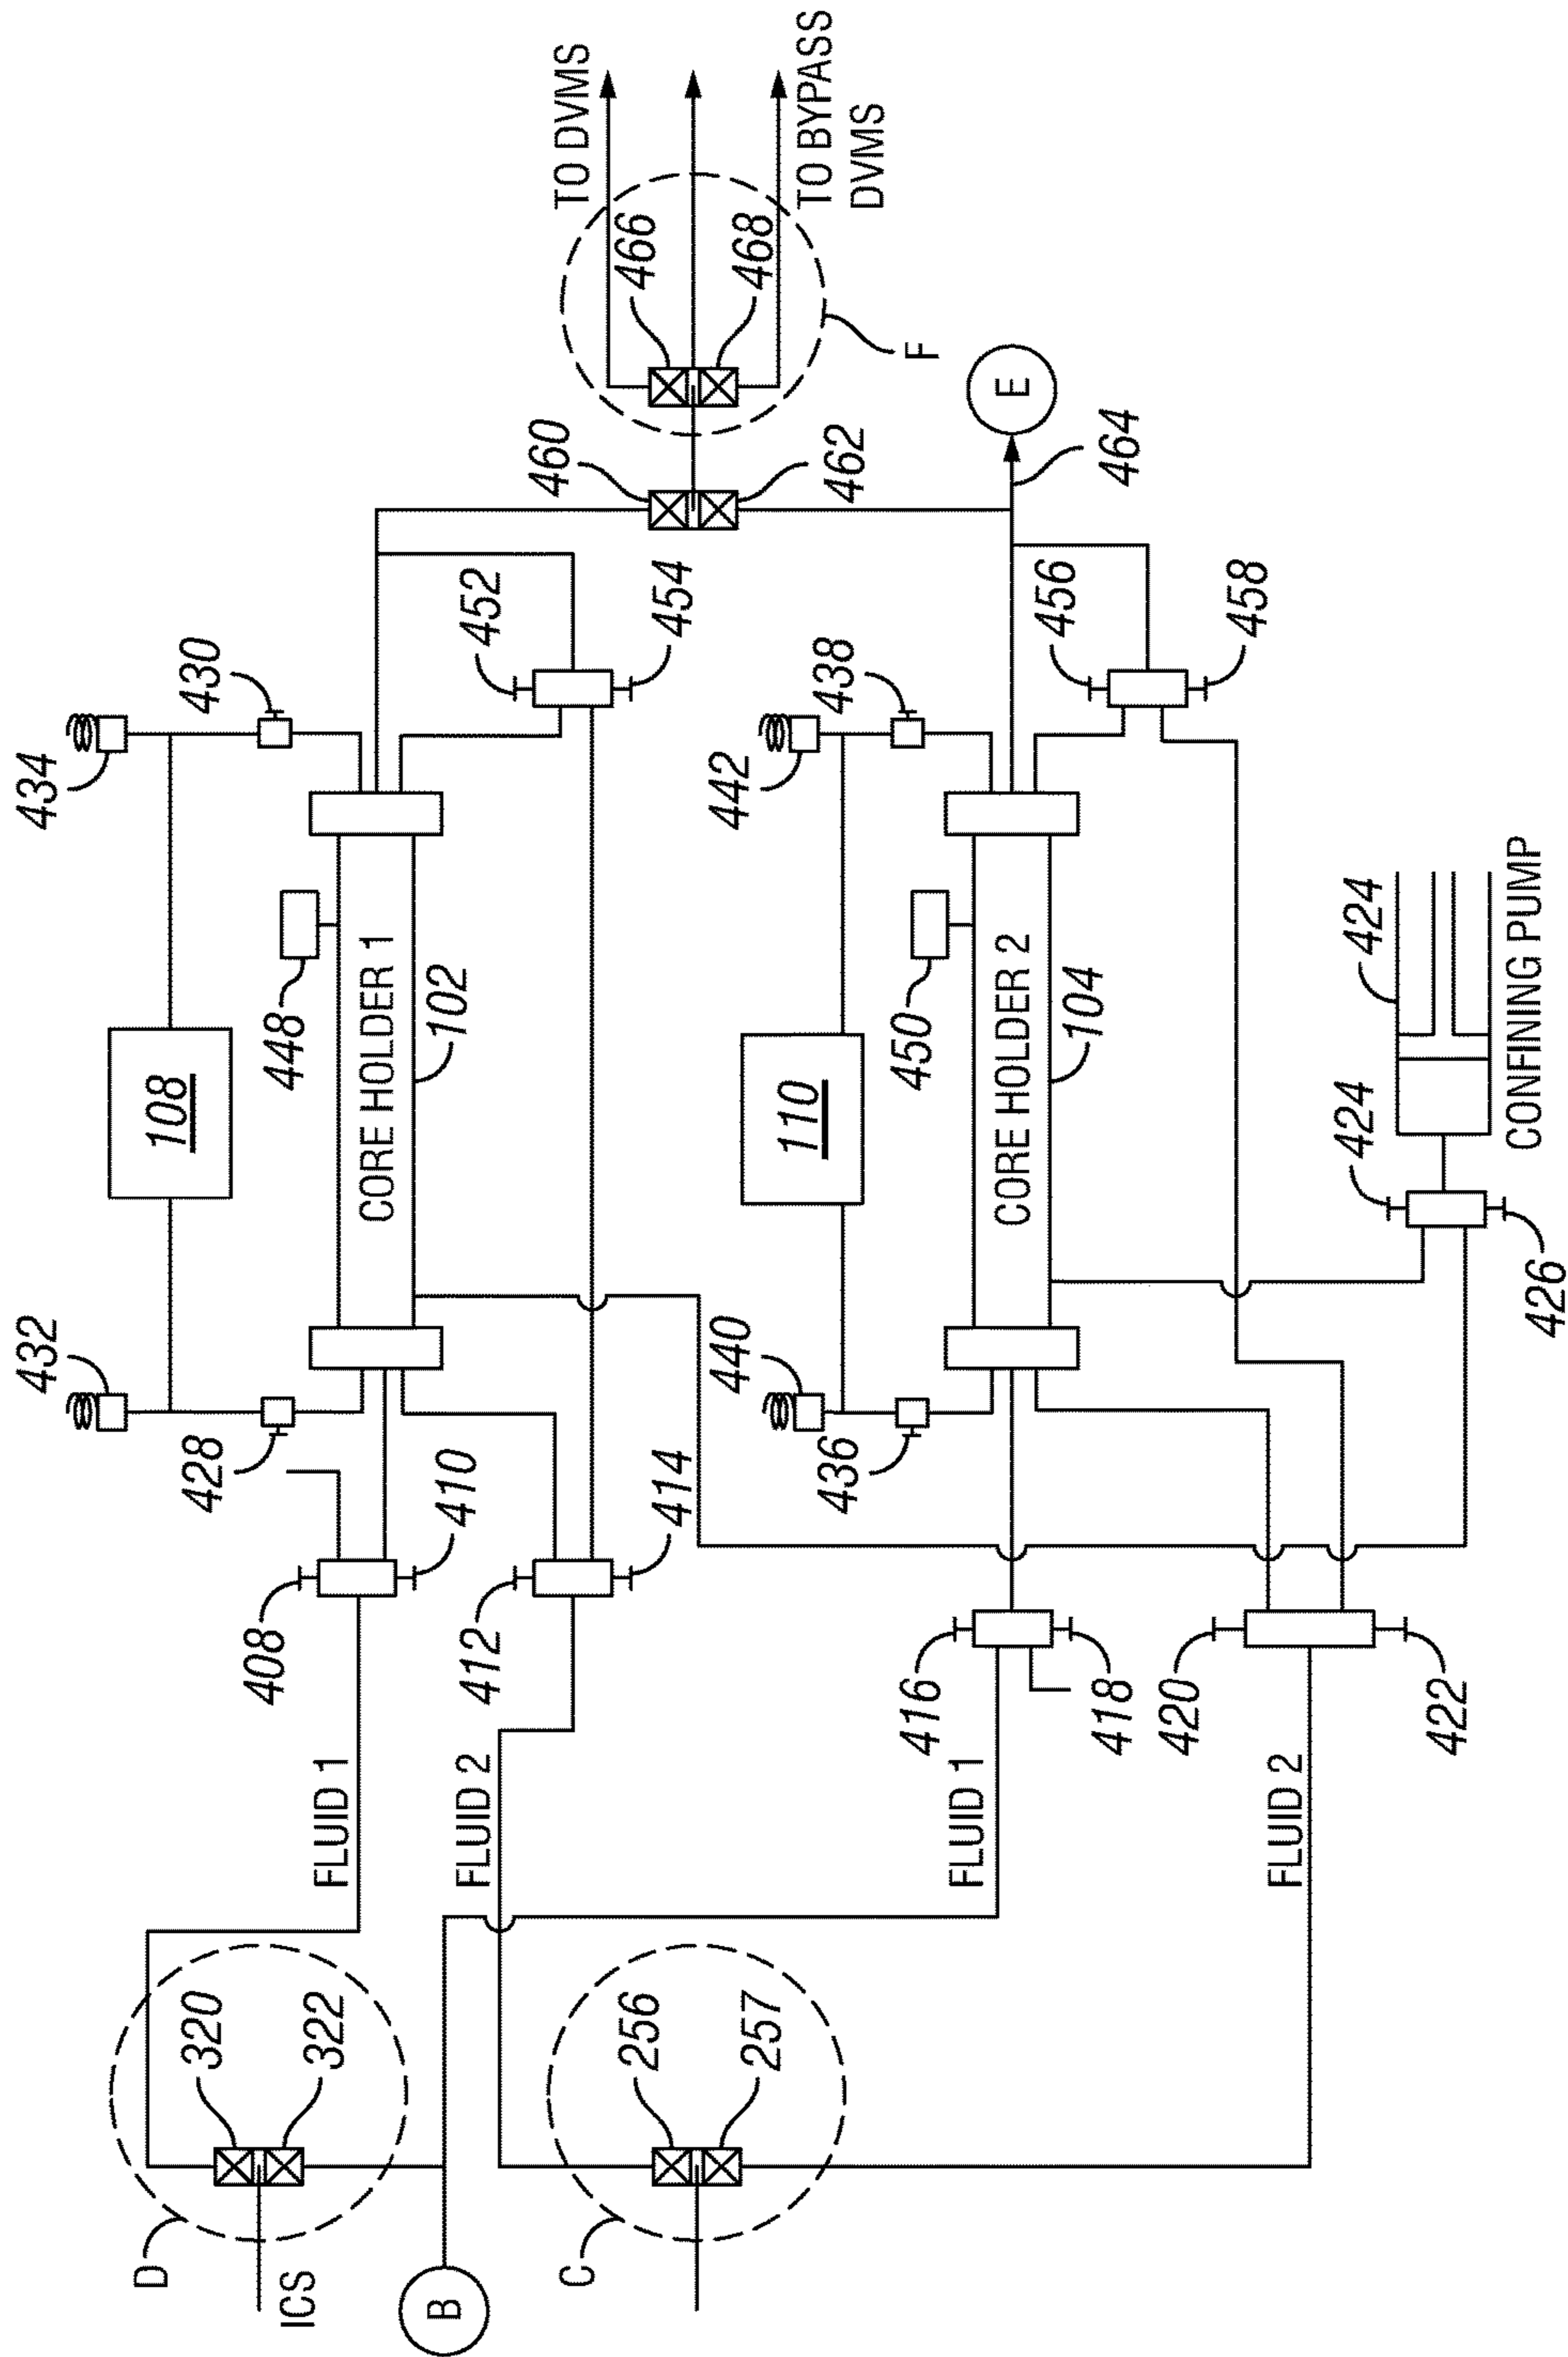 434
430
432
428
108
448
CORE HOLDER 1
102
408
410
452
454
412
414
460
462
TO DVMS
466
468
TO BYPASS
DVMS
F
E
464
D
320
322
ICS
B
FLUID 1
FLUID 2
C
256
257
442
438
440
436
110
450
CORE HOLDER 2
104
416
418
FLUID 1
456
458
420
422
FLUID 2
424
424
426
CONFINING PUMP